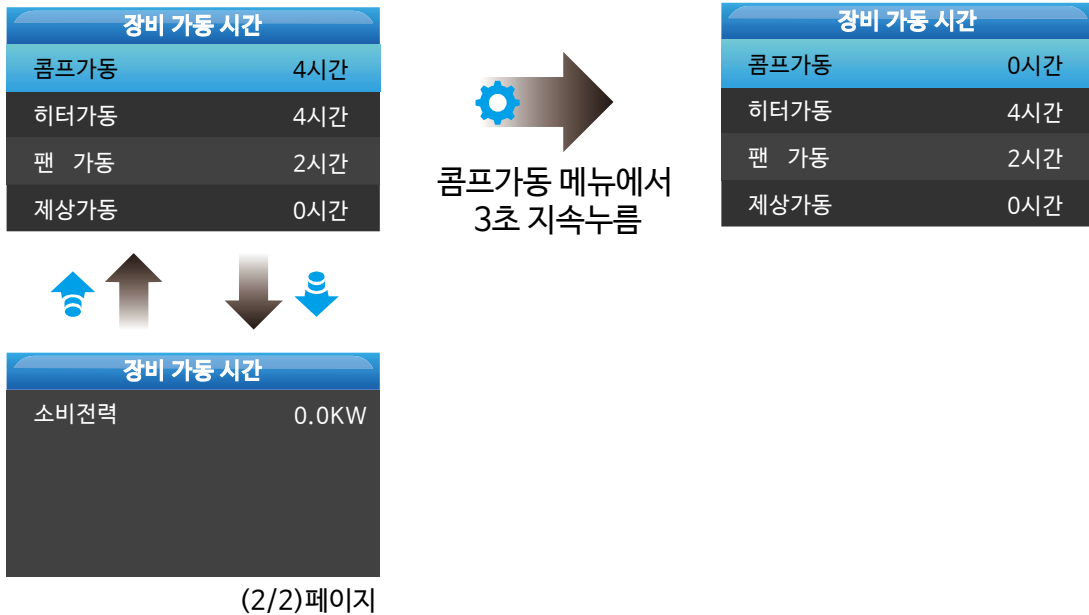 장비 가동 시간
콤프가동 4시간
히터가동 4시간
팬 가동 2시간
제상가동 0시간
콤프가동 메뉴에서
3초 지속누름
장비 가동 시간
콤프가동 0시간
히터가동 4시간
팬 가동 2시간
제상가동 0시간
장비 가동 시간
소비전력 0.0KW
(2/2)페이지